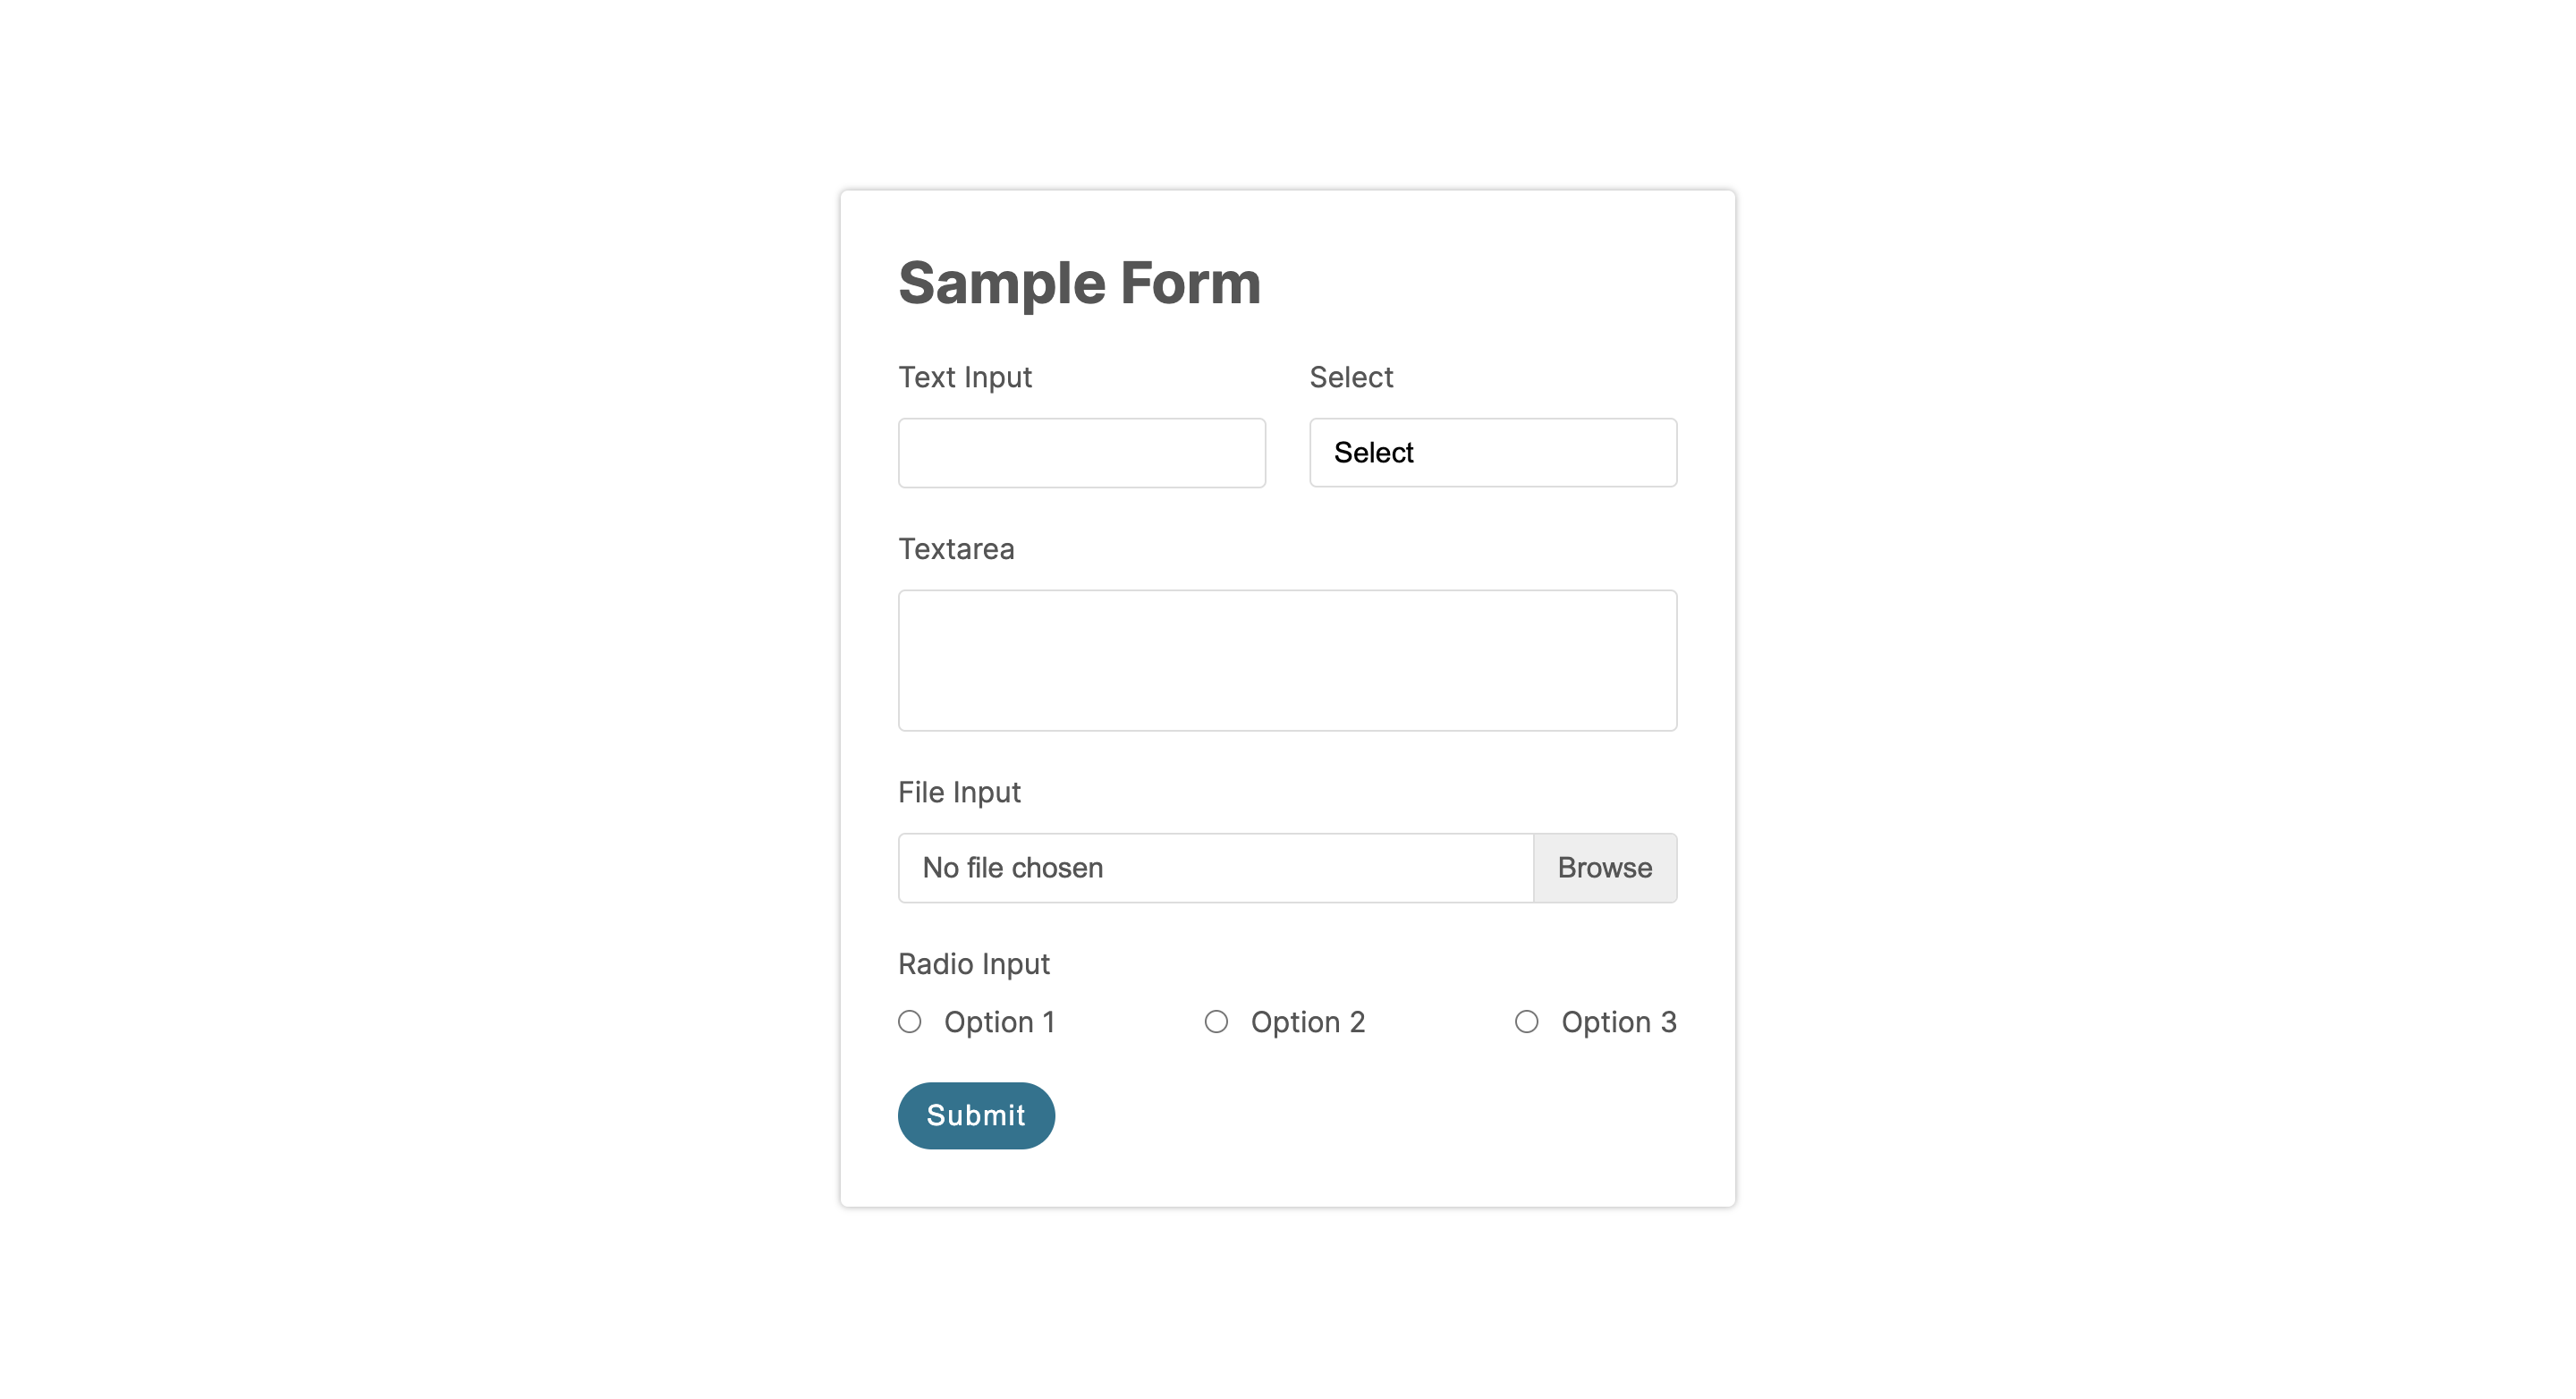 Sample Form
Text Input
Select
Select
Textarea
File Input
No file chosen
Browse
Radio Input
Option 1
Option 2
Option 3
Submit